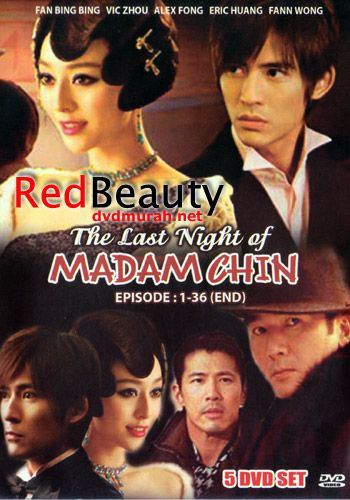 FAN BING BING VIC ZHOU ALEX FONG ERIC HUANG FANN WONG
RedBeauty
dvdmurah.net
The Last Night of
MADAM CHIN
EPISODE : 1-36 (END)
5 DVD SET
DVD
VIDEO